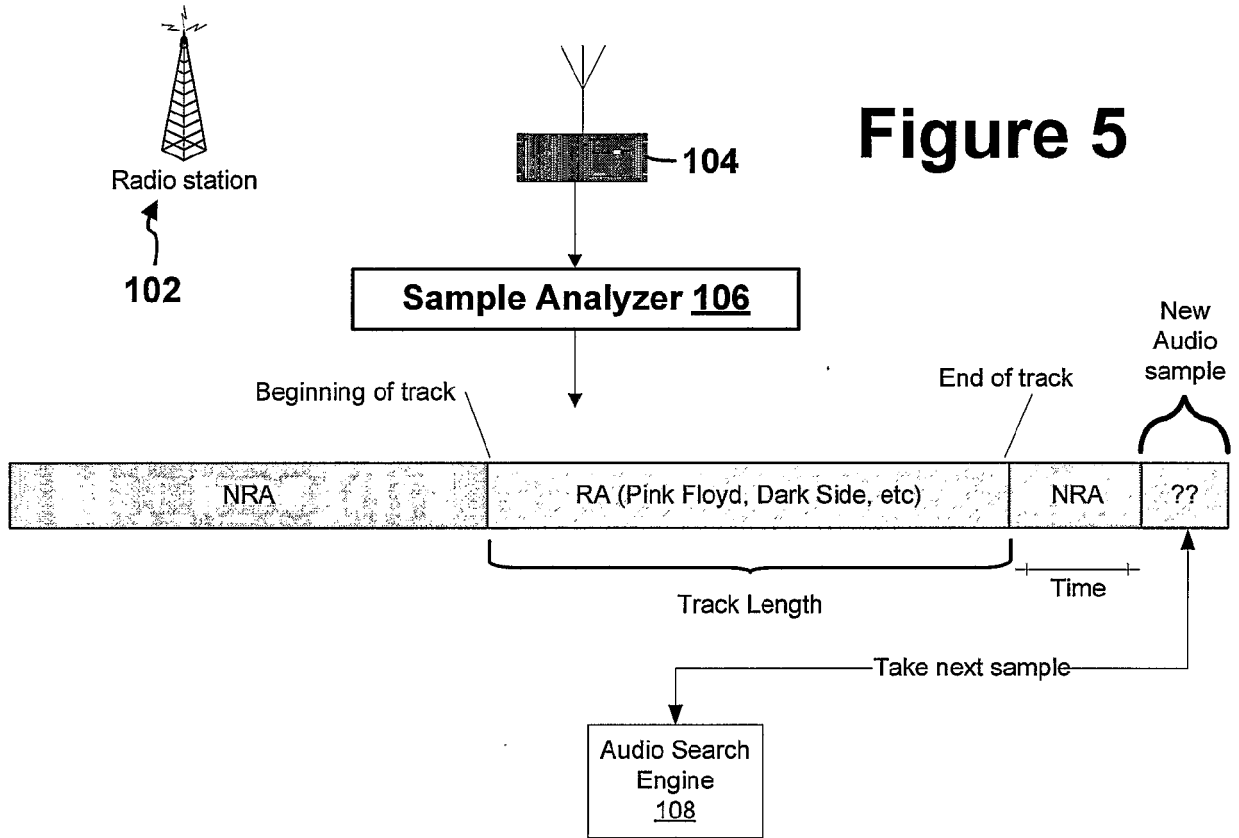 Figure 5
Radio station
102
104
Sample Analyzer 106
New
Audio
sample
Beginning of track
End of track
NRA
RA (Pink Floyd, Dark Side, etc)
NRA
??
Track Length
Time
Take next sample
Audio Search
Engine
108